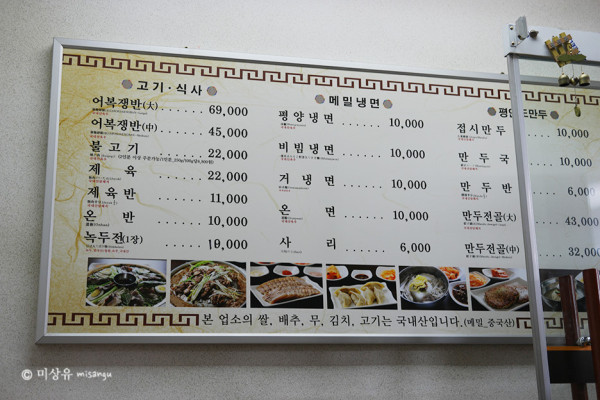 고기·식사
어복쟁반(大) ...... 69,000
어복쟁반(中) ...... 45,000
불고기 ...... 22,000
제육 ...... 22,000
제육반 ...... 11,000
온반 ...... 10,000
녹두전(1장) ...... 10,000
메밀냉면
평양냉면 ...... 10,000
비빔냉면 ...... 10,000
거냉면 ...... 10,000
온면 ...... 10,000
사리 ...... 6,000
접시만두 10,000
만두국 10,000
만두반 6,000
만두전골(大) 43,000
만두전골(中) 32,000
본 업소의 쌀, 배추, 무, 김치, 고기는 국내산입니다.(메밀_중국산)
© 미상유 misangu